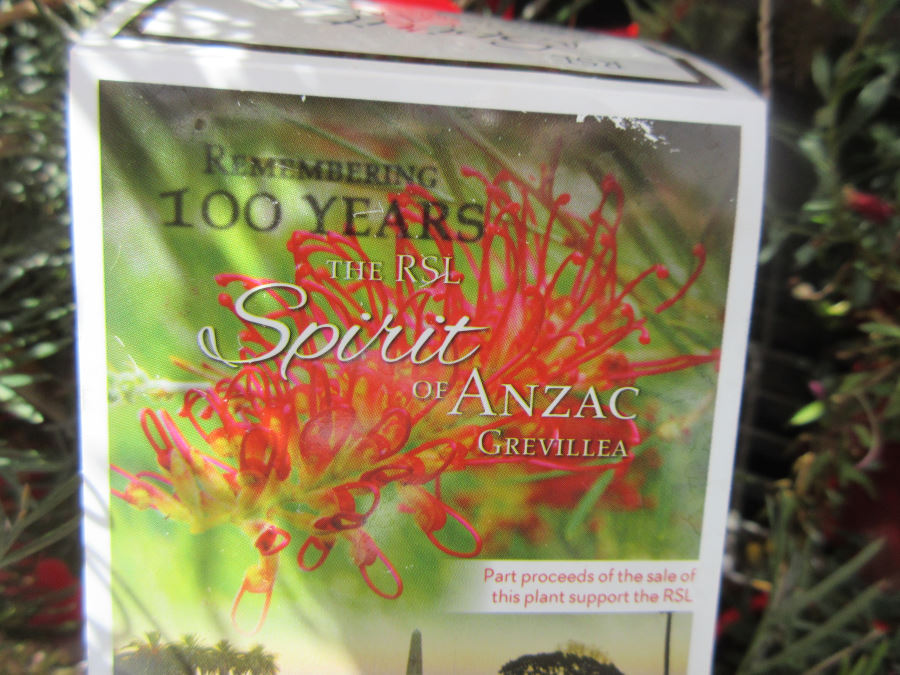 REMEMBERING
100 YEARS
THE RSL
Spirit
OF ANZAC
GREVILLEA
Part proceeds of the sale of
this plant support the RSL